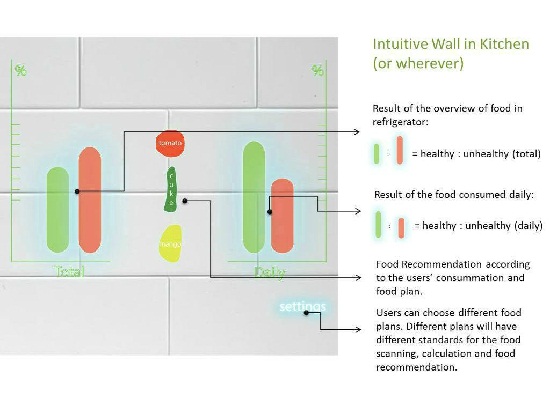 Intuitive Wall in Kitchen
(or wherever)
%
%
Result of the overview of food in
refrigerator:
tomato
: = healthy : unhealthy (total)
Result of the food consumed daily:
: = healthy : unhealthy (daily)
Total
Daily
Food Recommendation according
to the users' consummation and
food plan.
settings
Users can choose different food
plans. Different plans will have
different standards for the food
scanning, calculation and food
recommendation.